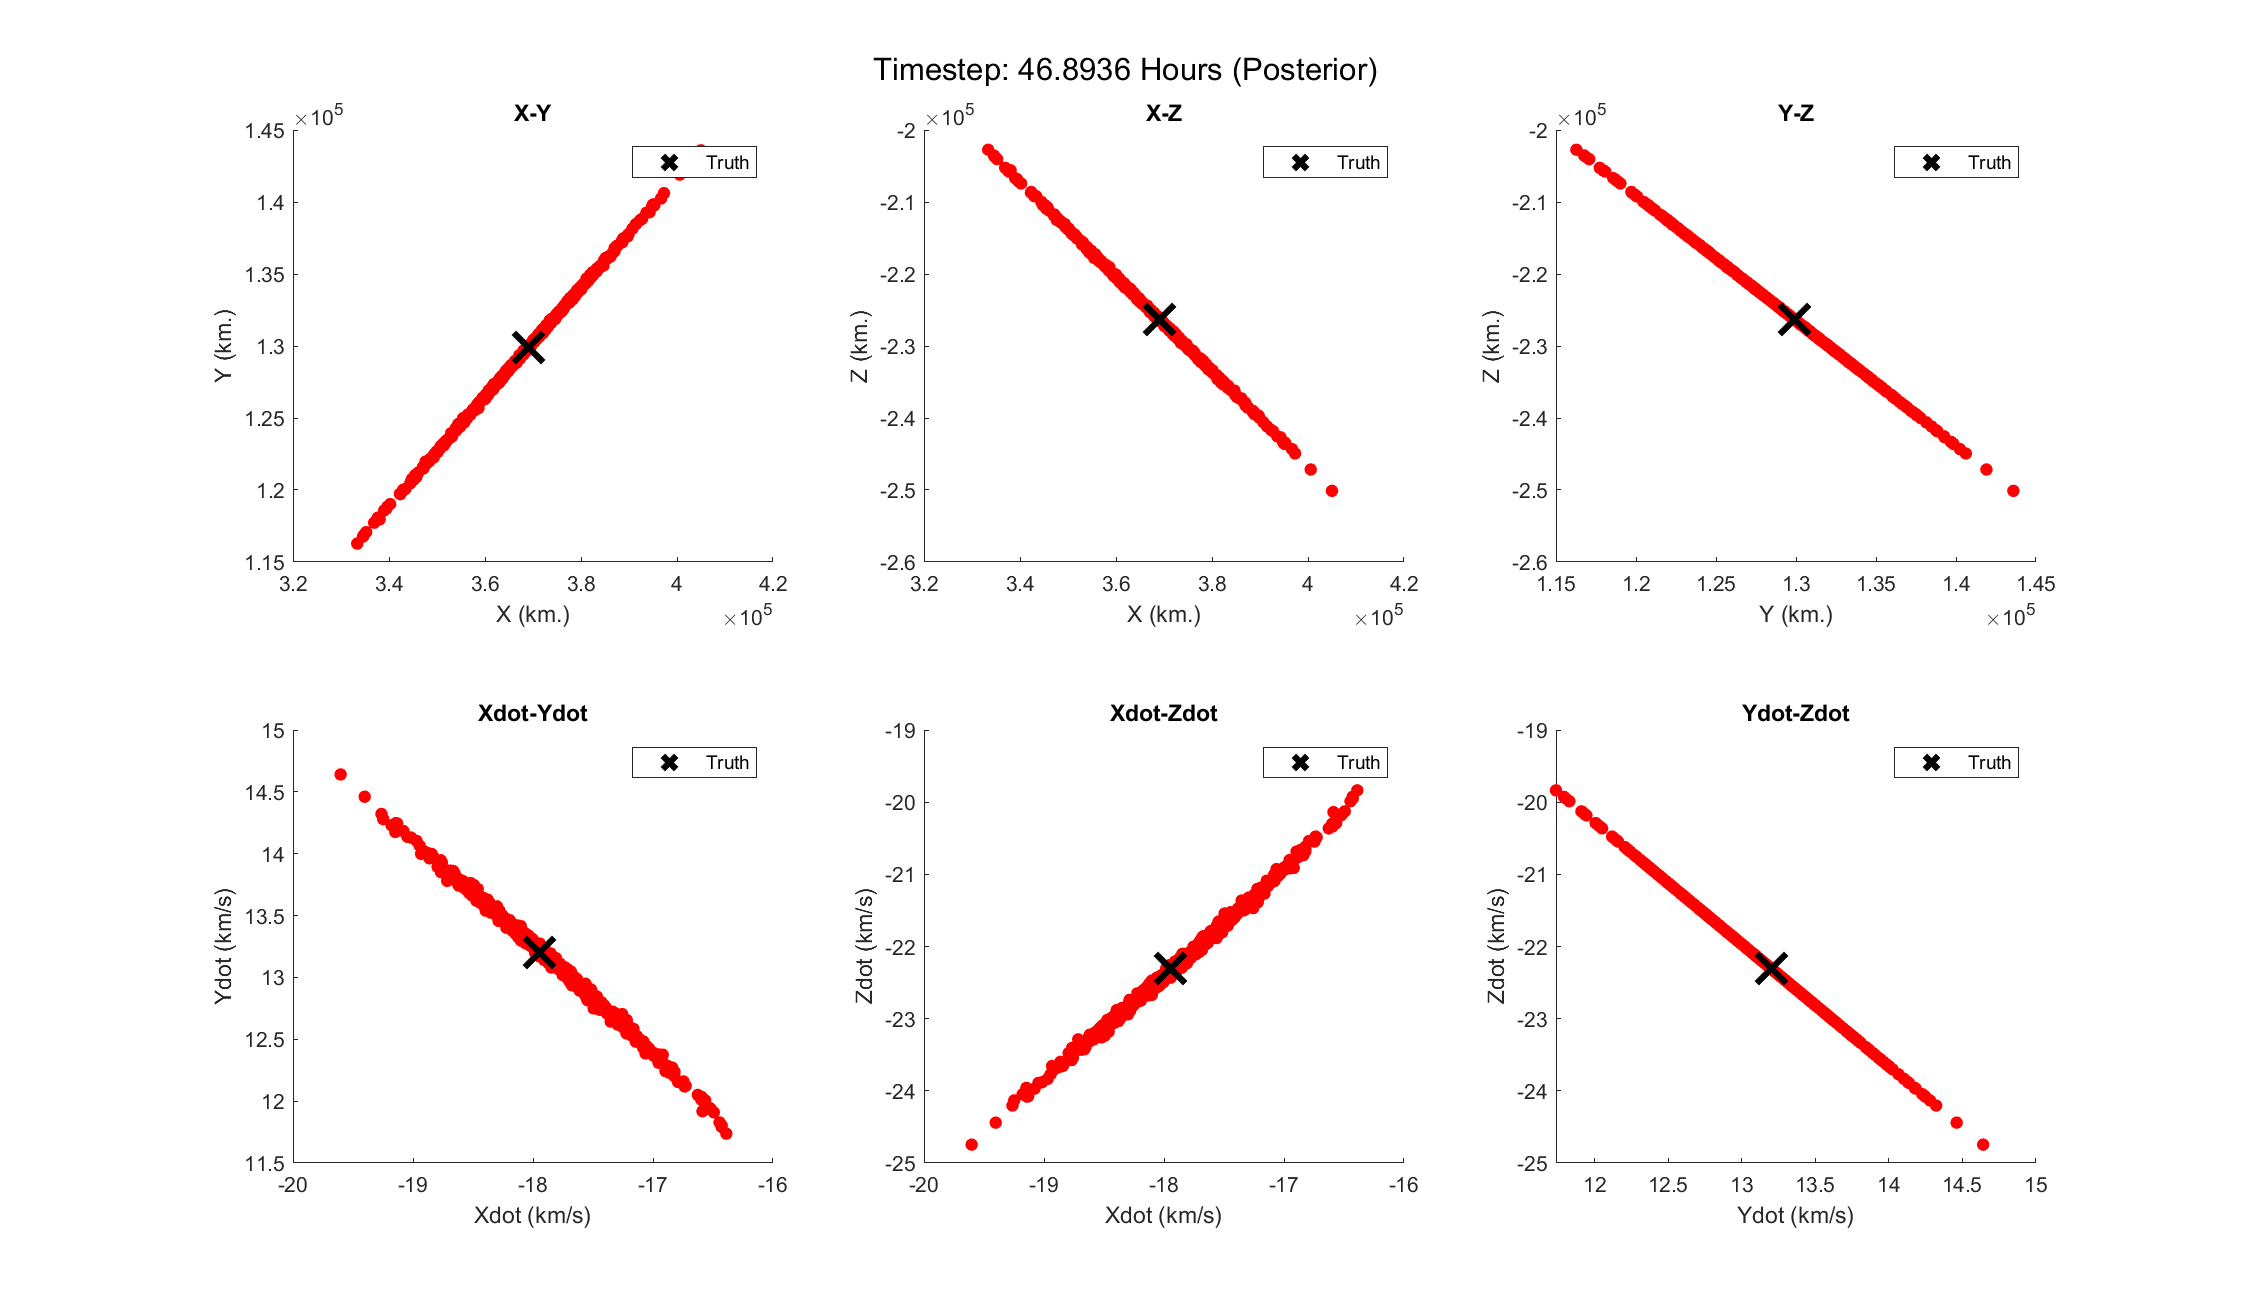 Timestep: 46.8936 Hours (Posterior)
X-Y
×10^5
1.45
1.4
1.35
1.3
1.25
1.2
1.15
Y (km.)
3.2 3.4 3.6 3.8 4 4.2
X (km.)
×10^5
Truth
X-Z
×10^5
-2
-2.1
-2.2
-2.3
-2.4
-2.5
-2.6
Z (km.)
3.2 3.4 3.6 3.8 4 4.2
X (km.)
×10^5
Truth
Y-Z
×10^5
-2
-2.1
-2.2
-2.3
-2.4
-2.5
-2.6
Z (km.)
1.15 1.2 1.25 1.3 1.35 1.4 1.45
Y (km.)
×10^5
Truth
Xdot-Ydot
15
14.5
14
13.5
13
12.5
12
11.5
Ydot (km/s)
-20 -19 -18 -17 -16
Xdot (km/s)
Truth
Xdot-Zdot
-19
-20
-21
-22
-23
-24
-25
Zdot (km/s)
-20 -19 -18 -17 -16
Xdot (km/s)
Truth
Ydot-Zdot
-19
-20
-21
-22
-23
-24
-25
Zdot (km/s)
12 12.5 13 13.5 14 14.5 15
Ydot (km/s)
Truth